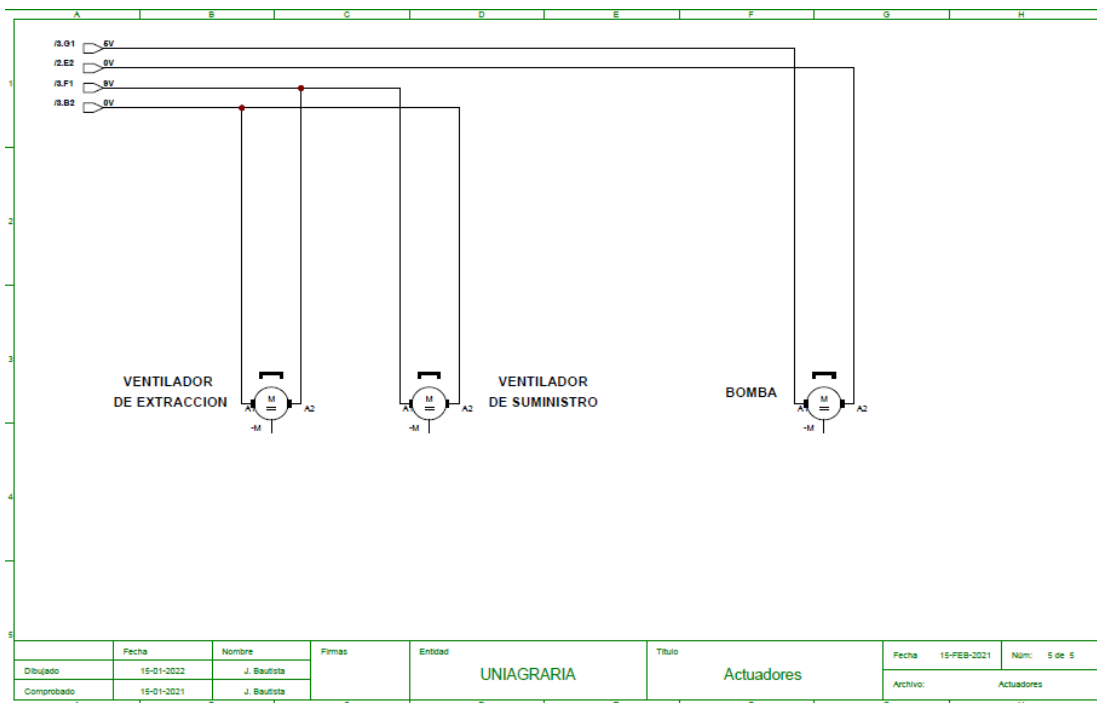 A B C D E F G H
/3.G1 5V
/2.E2 0V
/3.F1 9V
/3.B2 0V
1
2
3
4
5
VENTILADOR
DE EXTRACCION
A1 M A2
-M
VENTILADOR
DE SUMINISTRO
A1 M A2
-M
BOMBA
A1 M A2
-M
Fecha Nombre Firmas Entidad Título
Dibujado 15-01-2022 J. Bautista
Comprobado 15-01-2021 J. Bautista
UNIAGRARIA
Actuadores
Fecha 15-FEB-2021 Núm: 5 de 5
Archivo: Actuadores